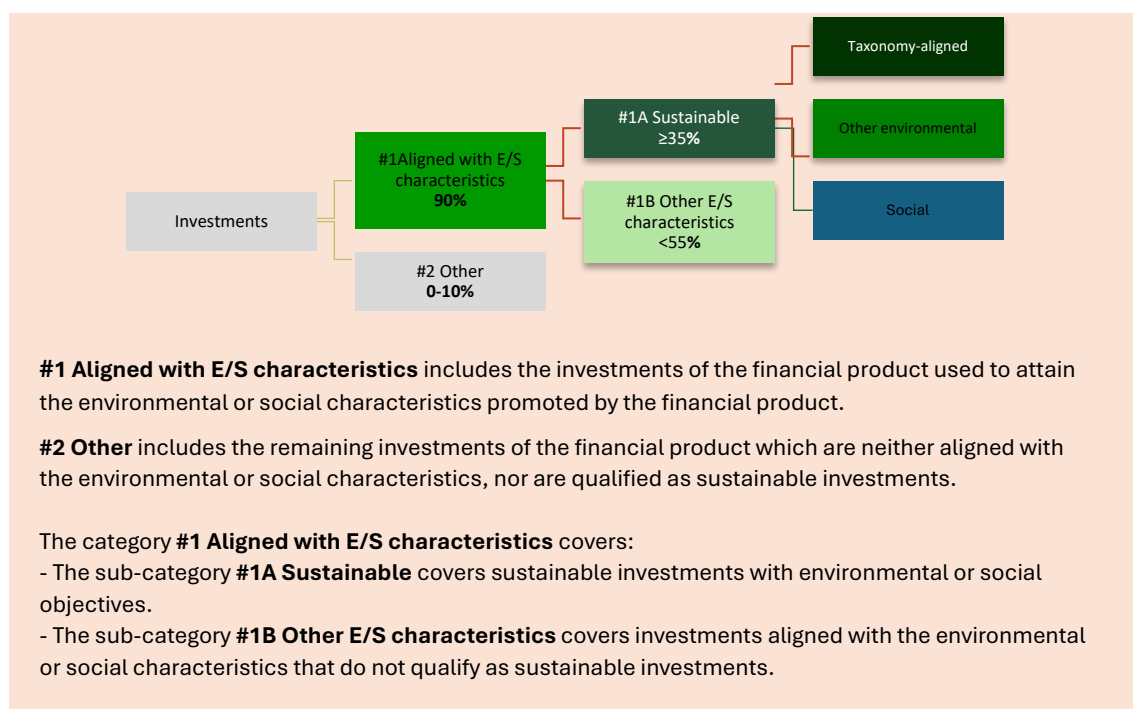 Taxonomy-aligned
#1A Sustainable
≥35%
Other environmental
#1Aligned with E/S
characteristics
90%
#1B Other E/S
characteristics
<55%
Social
Investments
#2 Other
0-10%
#1 Aligned with E/S characteristics includes the investments of the financial product used to attain
the environmental or social characteristics promoted by the financial product.
#2 Other includes the remaining investments of the financial product which are neither aligned with
the environmental or social characteristics, nor are qualified as sustainable investments.
The category #1 Aligned with E/S characteristics covers:
- The sub-category #1A Sustainable covers sustainable investments with environmental or social
objectives.
- The sub-category #1B Other E/S characteristics covers investments aligned with the environmental
or social characteristics that do not qualify as sustainable investments.